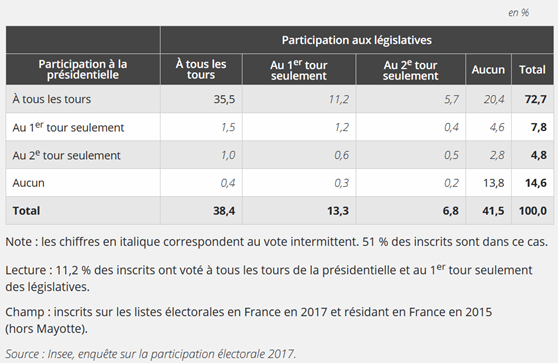 en %
Participation aux législatives
Participation à la présidentielle À tous les tours Au 1er tour seulement Au 2e tour seulement Aucun Total
À tous les tours 35,5 11,2 5,7 20,4 72,7
Au 1er tour seulement 1,5 1,2 0,4 4,6 7,8
Au 2e tour seulement 1,0 0,6 0,5 2,8 4,8
Aucun 0,4 0,3 0,2 13,8 14,6
Total 38,4 13,3 6,8 41,5 100,0
Note : les chiffres en italique correspondent au vote intermittent. 51 % des inscrits sont dans ce cas.
Lecture : 11,2 % des inscrits ont voté à tous les tours de la présidentielle et au 1er tour seulement
des législatives.
Champ : inscrits sur les listes électorales en France en 2017 et résidant en France en 2015
(hors Mayotte).
Source : Insee, enquête sur la participation électorale 2017.